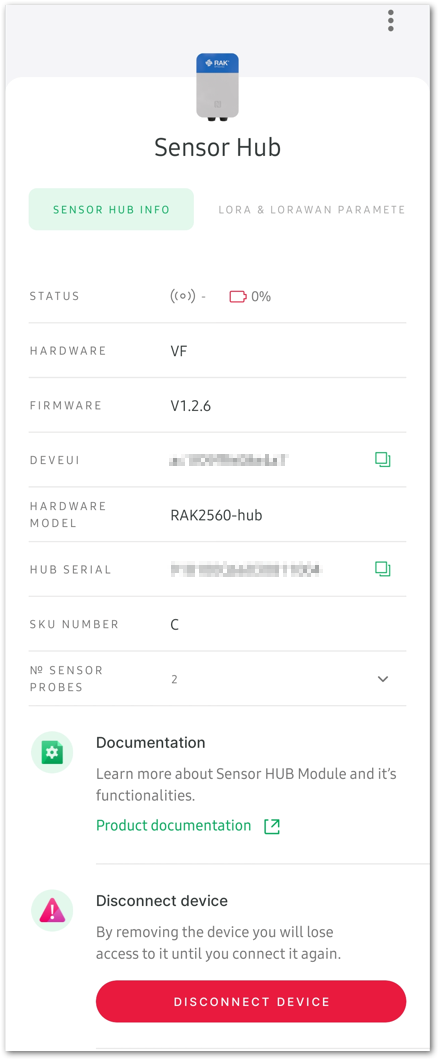 RAK
Sensor Hub
SENSOR HUB INFO
LORA & LORAWAN PARAMETE
STATUS - 0%
HARDWARE VF
FIRMWARE V1.2.6
DEVEUI
HARDWARE
MODEL
RAK2560-hub
HUB SERIAL
SKU NUMBER C
№ SENSOR
PROBES
2
Documentation
Learn more about Sensor HUB Module and it's
functionalities.
Product documentation
Disconnect device
By removing the device you will lose
access to it until you connect it again.
DISCONNECT DEVICE